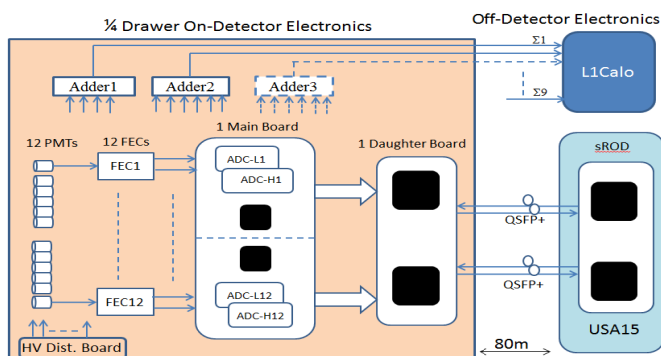 ¼ Drawer On-Detector Electronics
Off-Detector Electronics
Σ1
Adder1
Adder2
Adder3
L1Calo
Σ9
12 PMTs
12 FECs
1 Main Board
1 Daughter Board
sROD
FEC1
ADC-L1
ADC-H1
QSFP+
QSFP+
FEC12
ADC-L12
ADC-H12
USA15
HV Dist. Board
80m